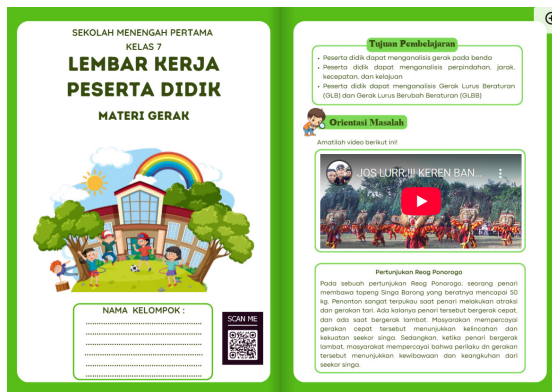 SEKOLAH MENENGAH PERTAMA
KELAS 7
LEMBAR KERJA
PESERTA DIDIK
MATERI GERAK
NAMA KELOMPOK :
SCAN ME
Tujuan Pembelajaran
• Peserta didik dapat menganalisis gerak pada benda
• Peserta didik dapat menganalisis perpindahan, jarak,
kecepatan, dan kelajuan
• Peserta didik dapat menganalisis Gerak Lurus Beraturan
(GLB) dan Gerak Lurus Berubah Beraturan (GLBB)
Orientasi Masalah
Amatilah video berikut ini!
JOS LURR,!!! KEREN BAN...
Pertunjukan Reog Ponorogo
Pada sebuah pertunjukan Reog Ponorogo, seorang penari
membawa topeng Singa Barong yang beratnya mencapai 50
kg. Penonton sangat terpukau saat penari melakukan atraksi
dan gerakan tari. Ada kalanya penari tersebut bergerak cepat,
dan ada saat bergerak lambat. Masyarakan mempercayai
gerakan cepat tersebut menunjukkan kelincahan dan
kekuatan seekor singa. Sedangkan, ketika penari bergerak
lambat, masyarakat mempercayai bahwa perilaku dn gerakan
tersebut menunjukkan kewibawaan dan keangkuhan dari
seekor singa.